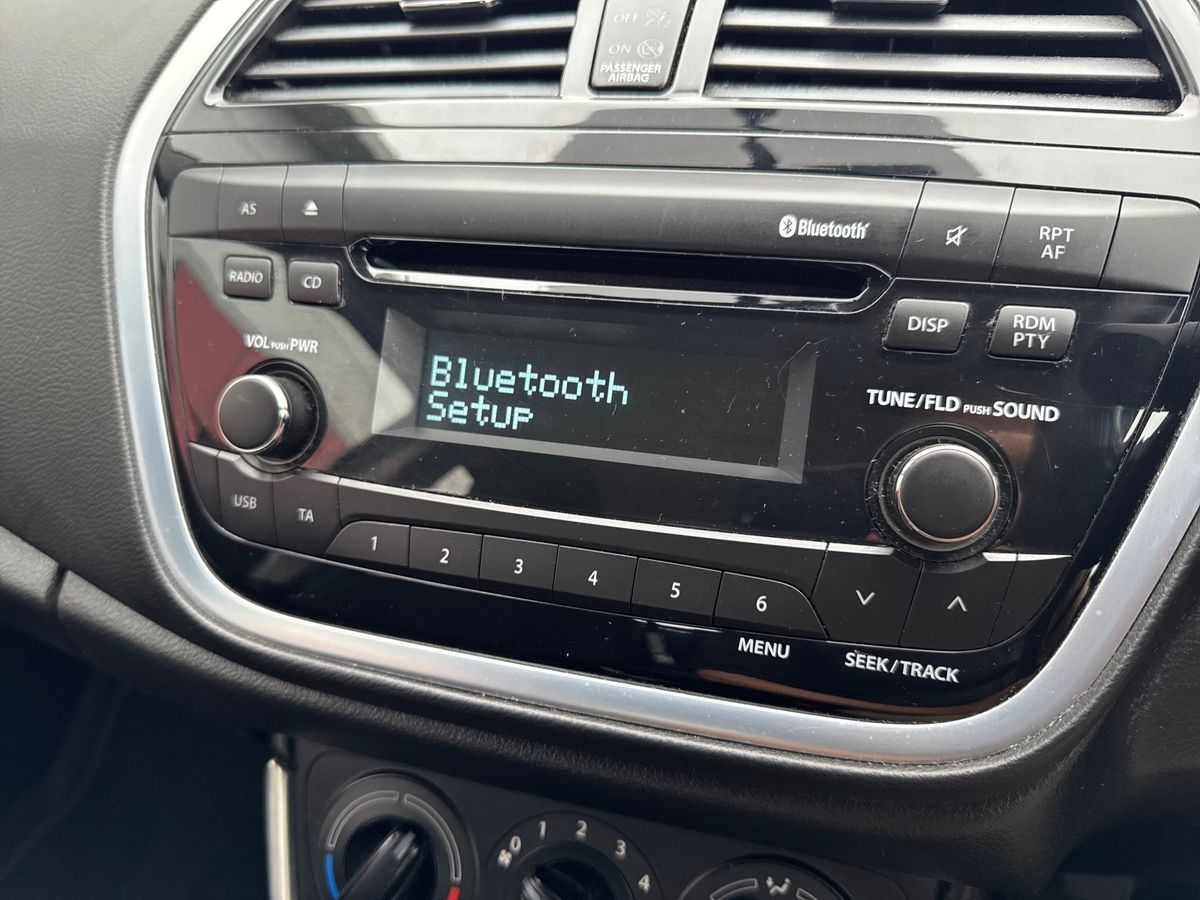 OFF
ON
PASSENGER
AIRBAG
AS
Bluetooth
RPT
AF
RADIO
CD
DISP
RDM
PTY
VOL PUSH PWR
Bluetooth
Setup
TUNE/FLD PUSH SOUND
USB
TA
1
2
3
4
5
6
MENU
SEEK/TRACK
0
1
2
3
4